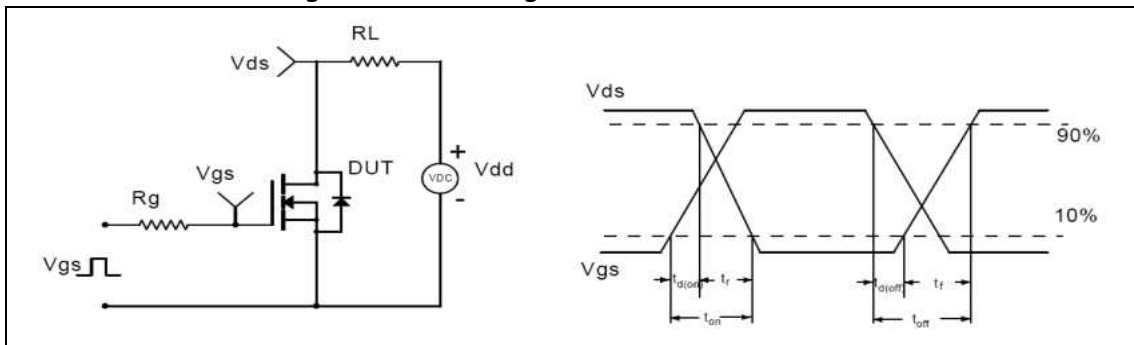 RL
Vds
Vgs
DUT
VDC
+
-
Vdd
Rg
Vgs
Vds
90%
10%
Vgs
td(on)
tr
td(off)
tf
ton
toff